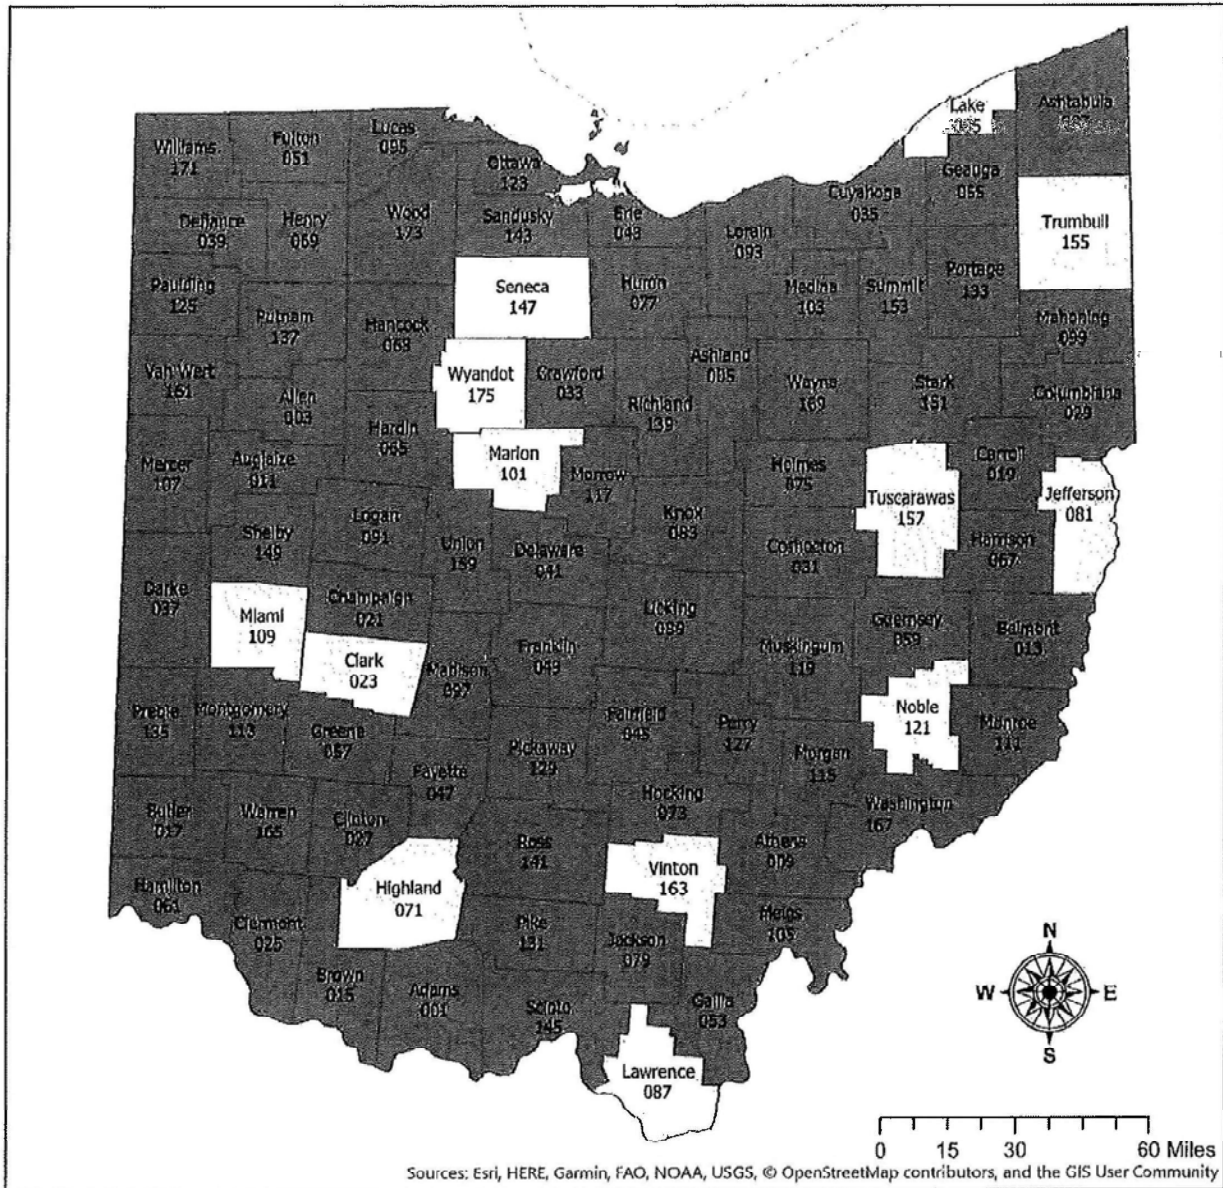 Lake
Ashtabula
Williams
171
Fulton
051
Lucas
095
Ottawa
123
Geauga
055
Cuyahoga
035
Defiance
039
Henry
069
Wood
173
Sandusky
143
Erie
043
Lorain
093
Trumbull
155
Paulding
125
Seneca
147
Huron
077
Medina
103
Summit
153
Portage
133
Putnam
137
Hancock
063
Mahoning
099
Van Wert
161
Allen
003
Wyandot
175
Crawford
033
Ashland
005
Richland
139
Wayne
169
Stark
151
Columbiana
029
Hardin
065
Mercer
107
Auglaize
011
Marion
101
Morrow
117
Holmes
075
Carroll
019
Tuscarawas
157
Jefferson
081
Shelby
149
Logan
091
Union
159
Delaware
041
Knox
083
Coshocton
031
Harrison
067
Darke
037
Champaign
021
Licking
089
Miami
109
Clark
023
Franklin
049
Muskingum
119
Guernsey
059
Belmont
013
Madison
097
Preble
135
Montgomery
113
Greene
057
Fairfield
045
Perry
127
Noble
121
Monroe
111
Pickaway
129
Morgan
115
Fayette
047
Hocking
073
Washington
167
Butler
017
Warren
165
Clinton
027
Ross
141
Athens
009
Vinton
163
Hamilton
061
Highland
071
Clermont
025
Pike
131
Jackson
079
Meigs
105
Brown
015
Adams
001
Scioto
145
Gallia
053
Lawrence
087
N
W E
S
0 15 30 60 Miles
Sources: Esri, HERE, Garmin, FAO, NOAA, USGS, © OpenStreetMap contributors, and the GIS User Community